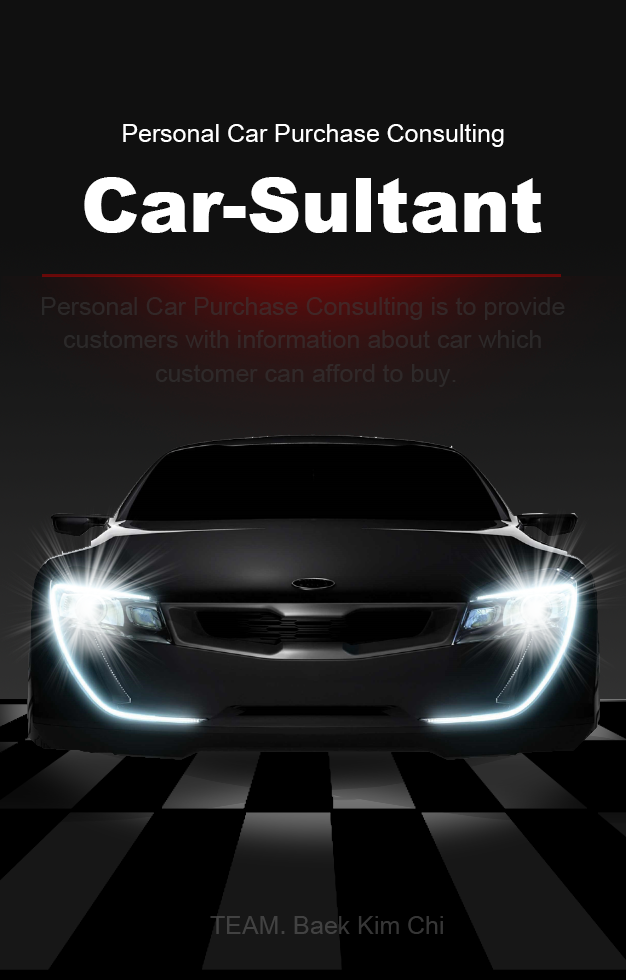 Personal Car Purchase Consulting
Car-Sultant
Personal Car Purchase Consulting is to provide
customers with information about car which
customer can afford to buy.
TEAM. Baek Kim Chi